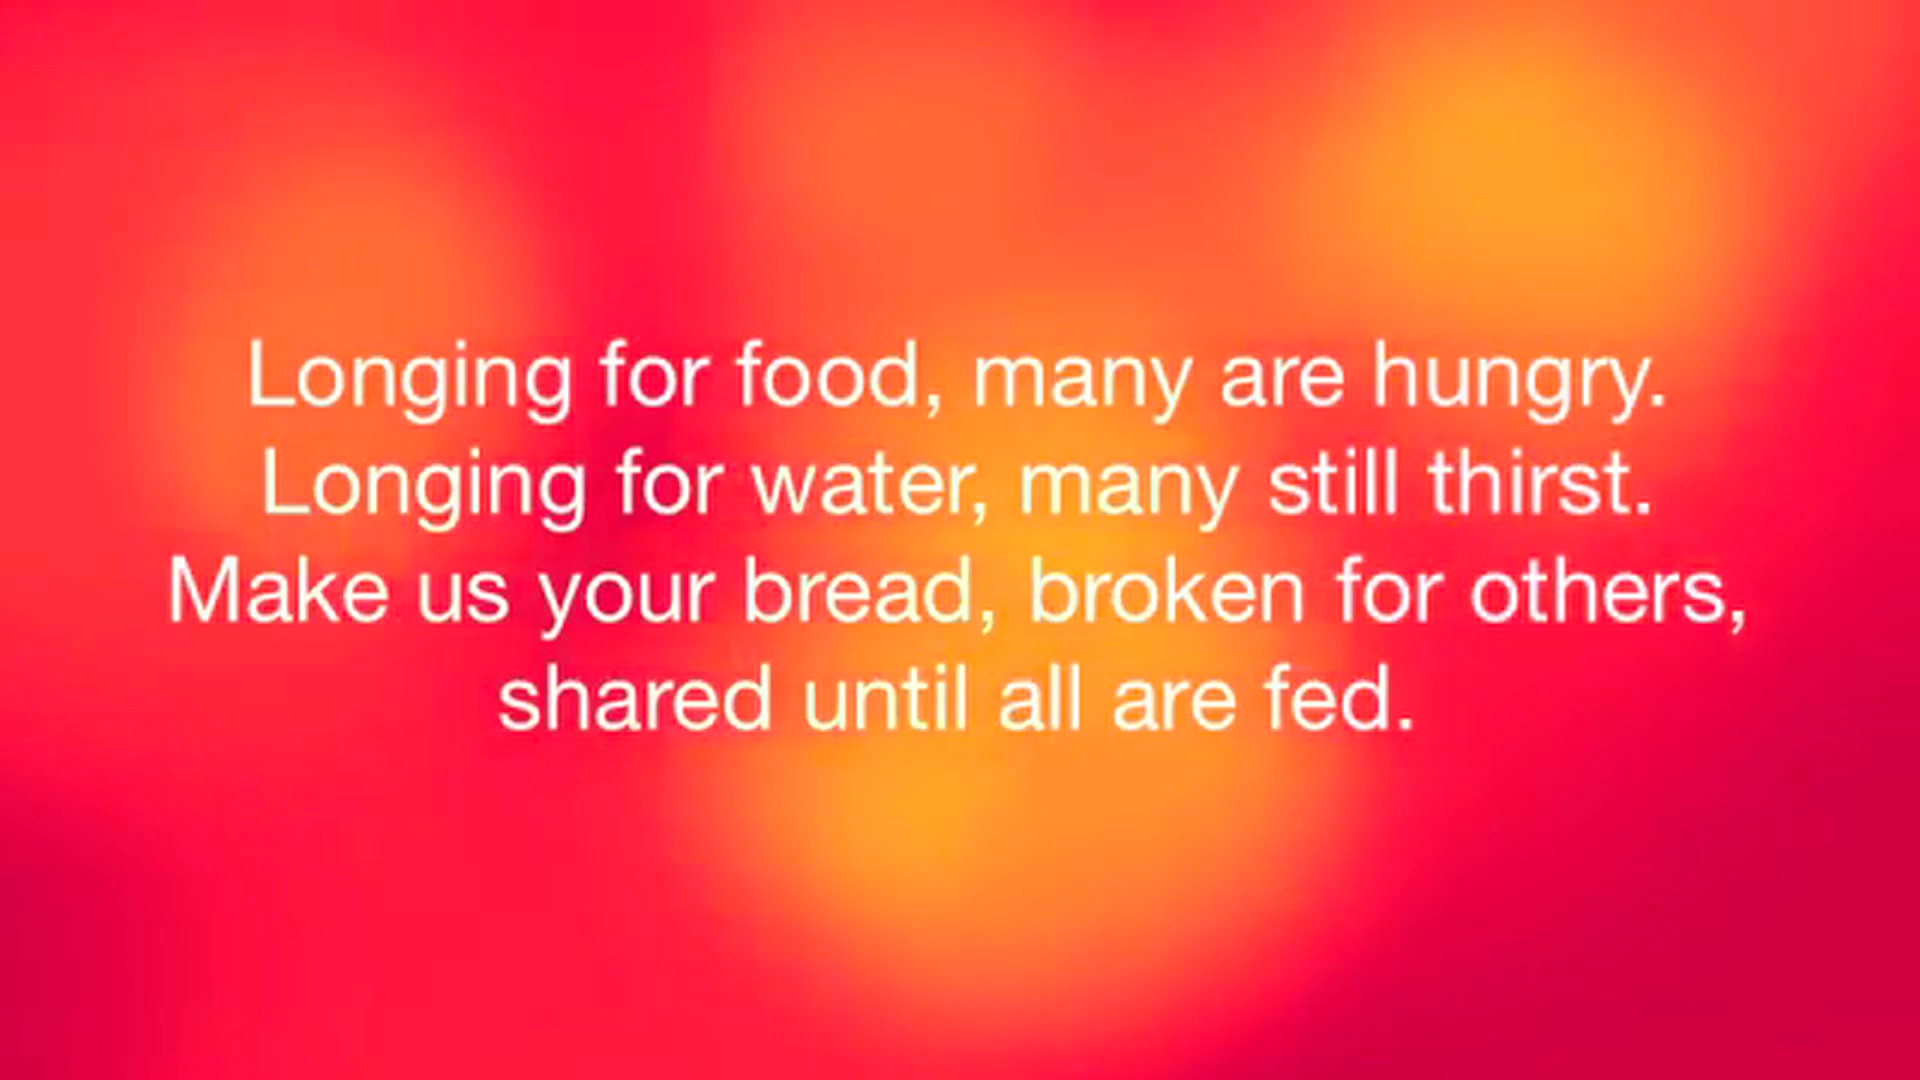 Longing for food, many are hungry.
Longing for water, many still thirst.
Make us your bread, broken for others,
shared until all are fed.